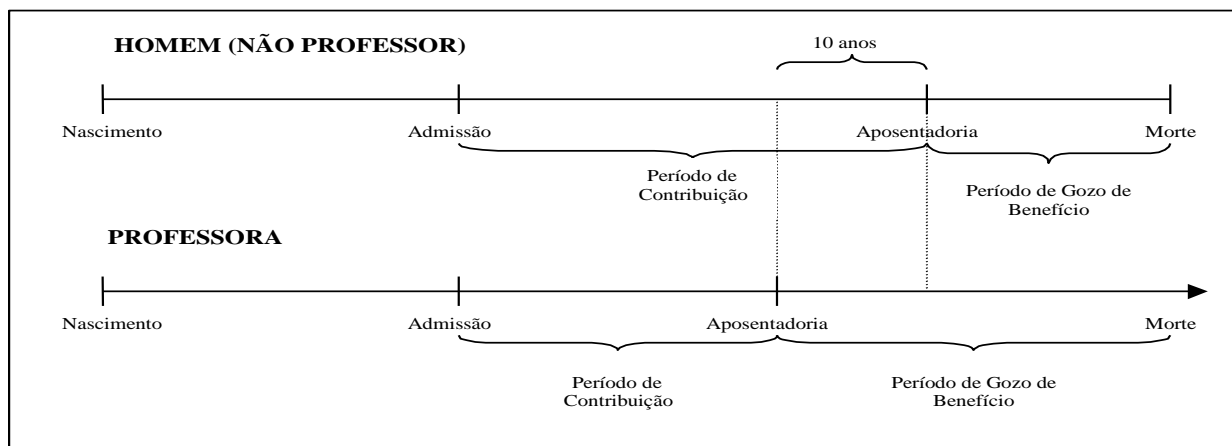 HOMEM (NÃO PROFESSOR)
10 anos
Nascimento
Admissão
Aposentadoria
Morte
Período de
Contribuição
Período de Gozo de
Benefício
PROFESSORA
Nascimento
Admissão
Aposentadoria
Morte
Período de
Contribuição
Período de Gozo de
Benefício